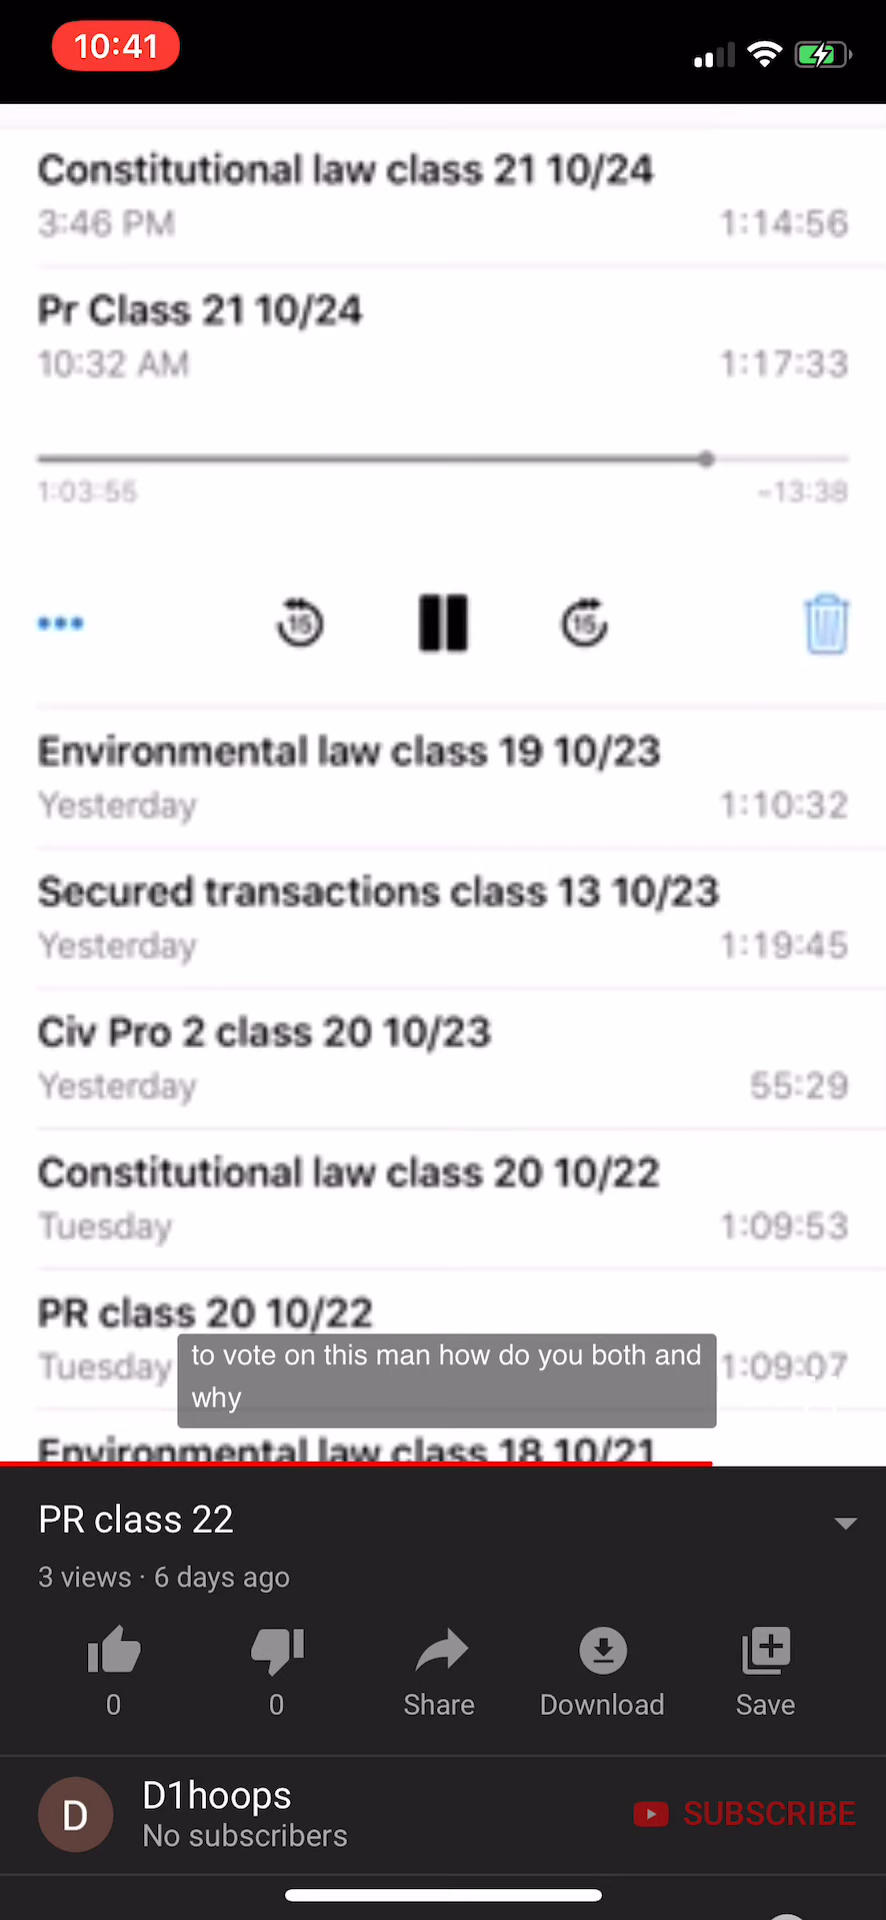 10:41
Constitutional law class 21 10/24
3:46 PM 1:14:56
Pr Class 21 10/24
10:32 AM 1:17:33
1:03:55 -13:38
15 15
Environmental law class 19 10/23
Yesterday 1:10:32
Secured transactions class 13 10/23
Yesterday 1:19:45
Civ Pro 2 class 20 10/23
Yesterday 55:29
Constitutional law class 20 10/22
Tuesday 1:09:53
PR class 20 10/22
Tuesday 1:09:07
to vote on this man how do you both and
why
Environmental law class 18 10/21
PR class 22
3 views · 6 days ago
0 0 Share Download Save
D D1hoops
No subscribers
SUBSCRIBE